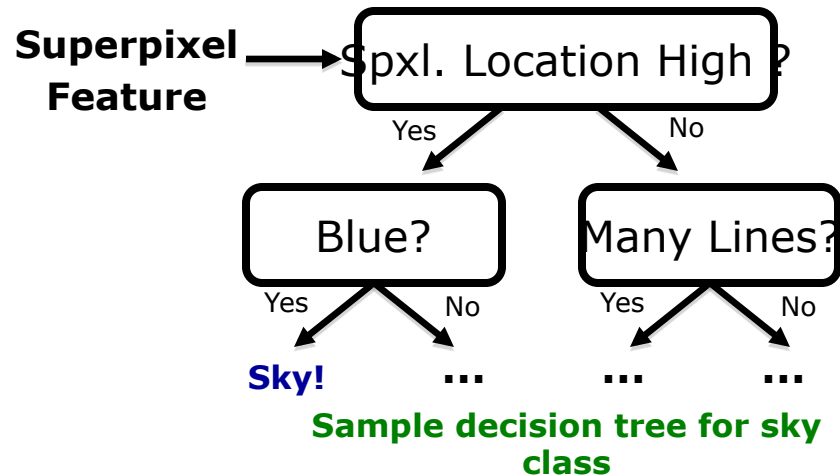 Superpixel
Feature
Spxl. Location High ?
Yes
No
Blue?
Many Lines?
Yes
No
Yes
No
Sky!
...
...
...
Sample decision tree for sky
class